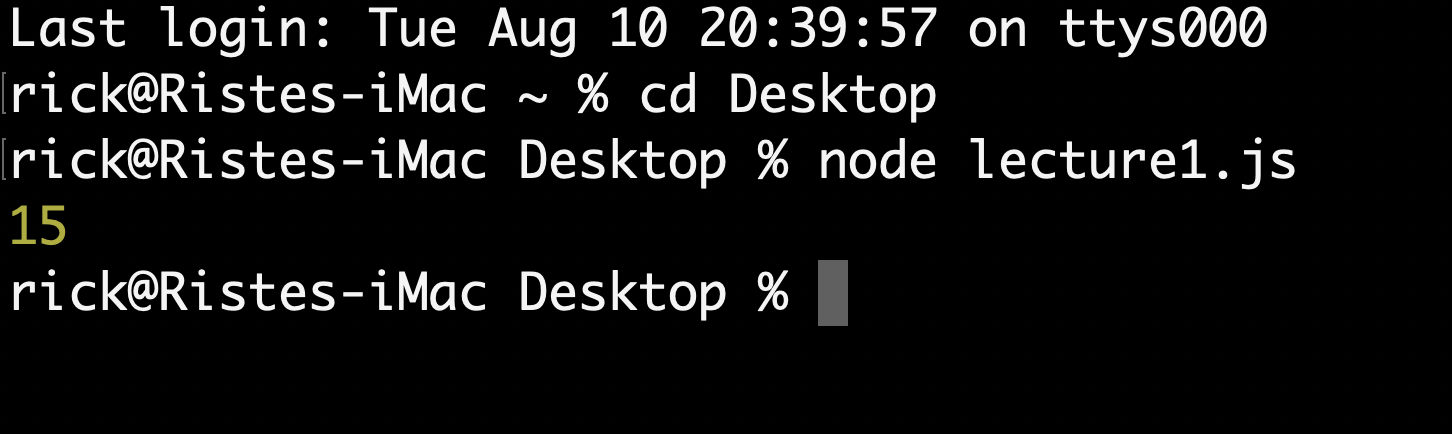 Last login: Tue Aug 10 20:39:57 on ttys000
[rick@Ristes-iMac ~ % cd Desktop
[rick@Ristes-iMac Desktop % node lecture1.js
15
rick@Ristes-iMac Desktop %